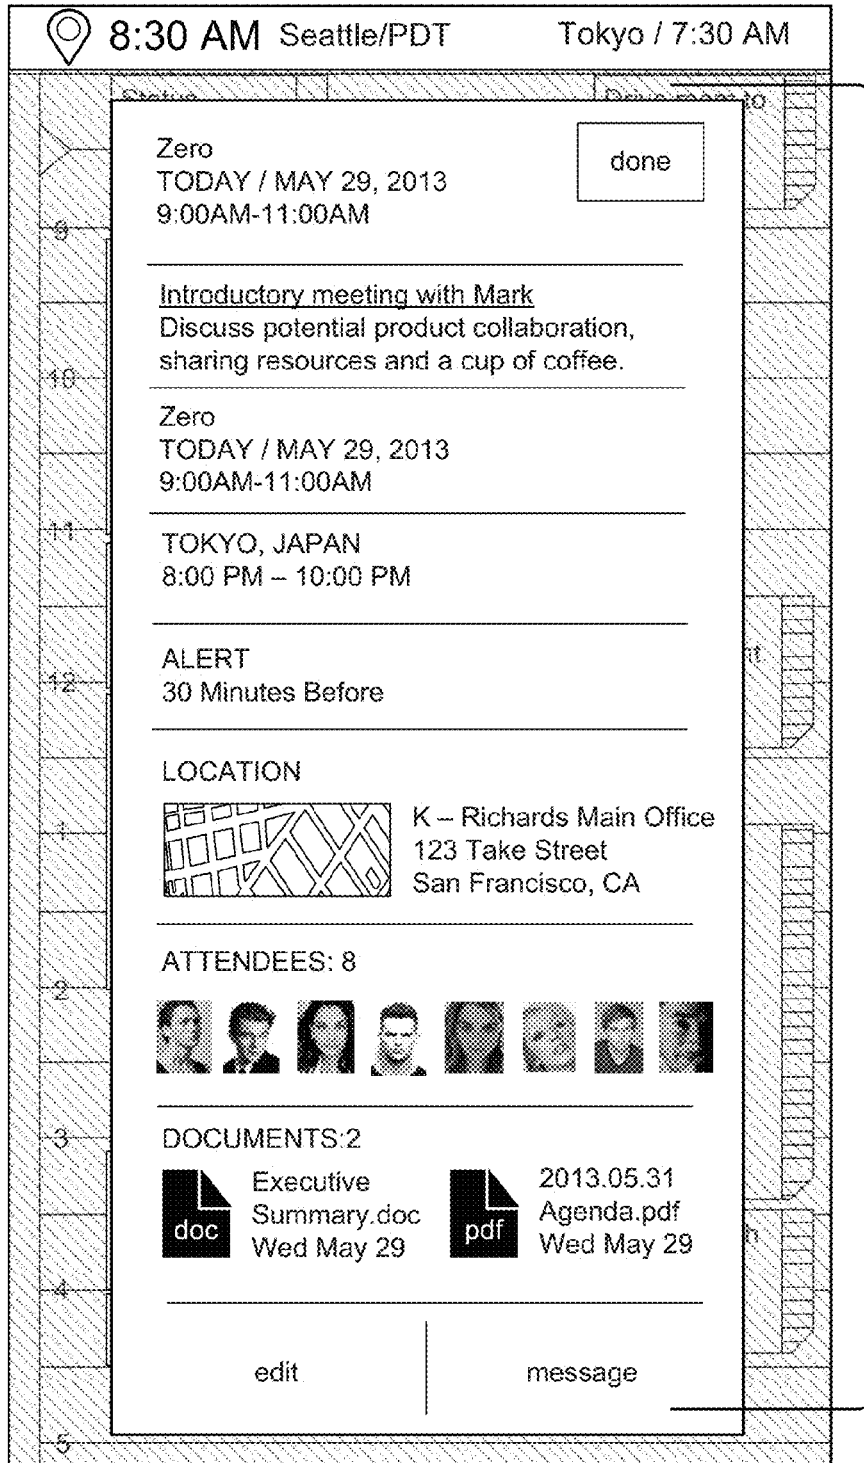 8:30 AM Seattle/PDT Tokyo / 7:30 AM
Status
to
Zero
TODAY / MAY 29, 2013
9:00AM-11:00AM
done
9
Introductory meeting with Mark
Discuss potential product collaboration,
sharing resources and a cup of coffee.
10
Zero
TODAY / MAY 29, 2013
9:00AM-11:00AM
11
TOKYO, JAPAN
8:00 PM – 10:00 PM
ALERT
30 Minutes Before
12
LOCATION
K – Richards Main Office
123 Take Street
San Francisco, CA
1
ATTENDEES: 8
2
3
DOCUMENTS:2
doc
Executive
Summary.doc
Wed May 29
pdf
2013.05.31
Agenda.pdf
Wed May 29
4
edit
message
5